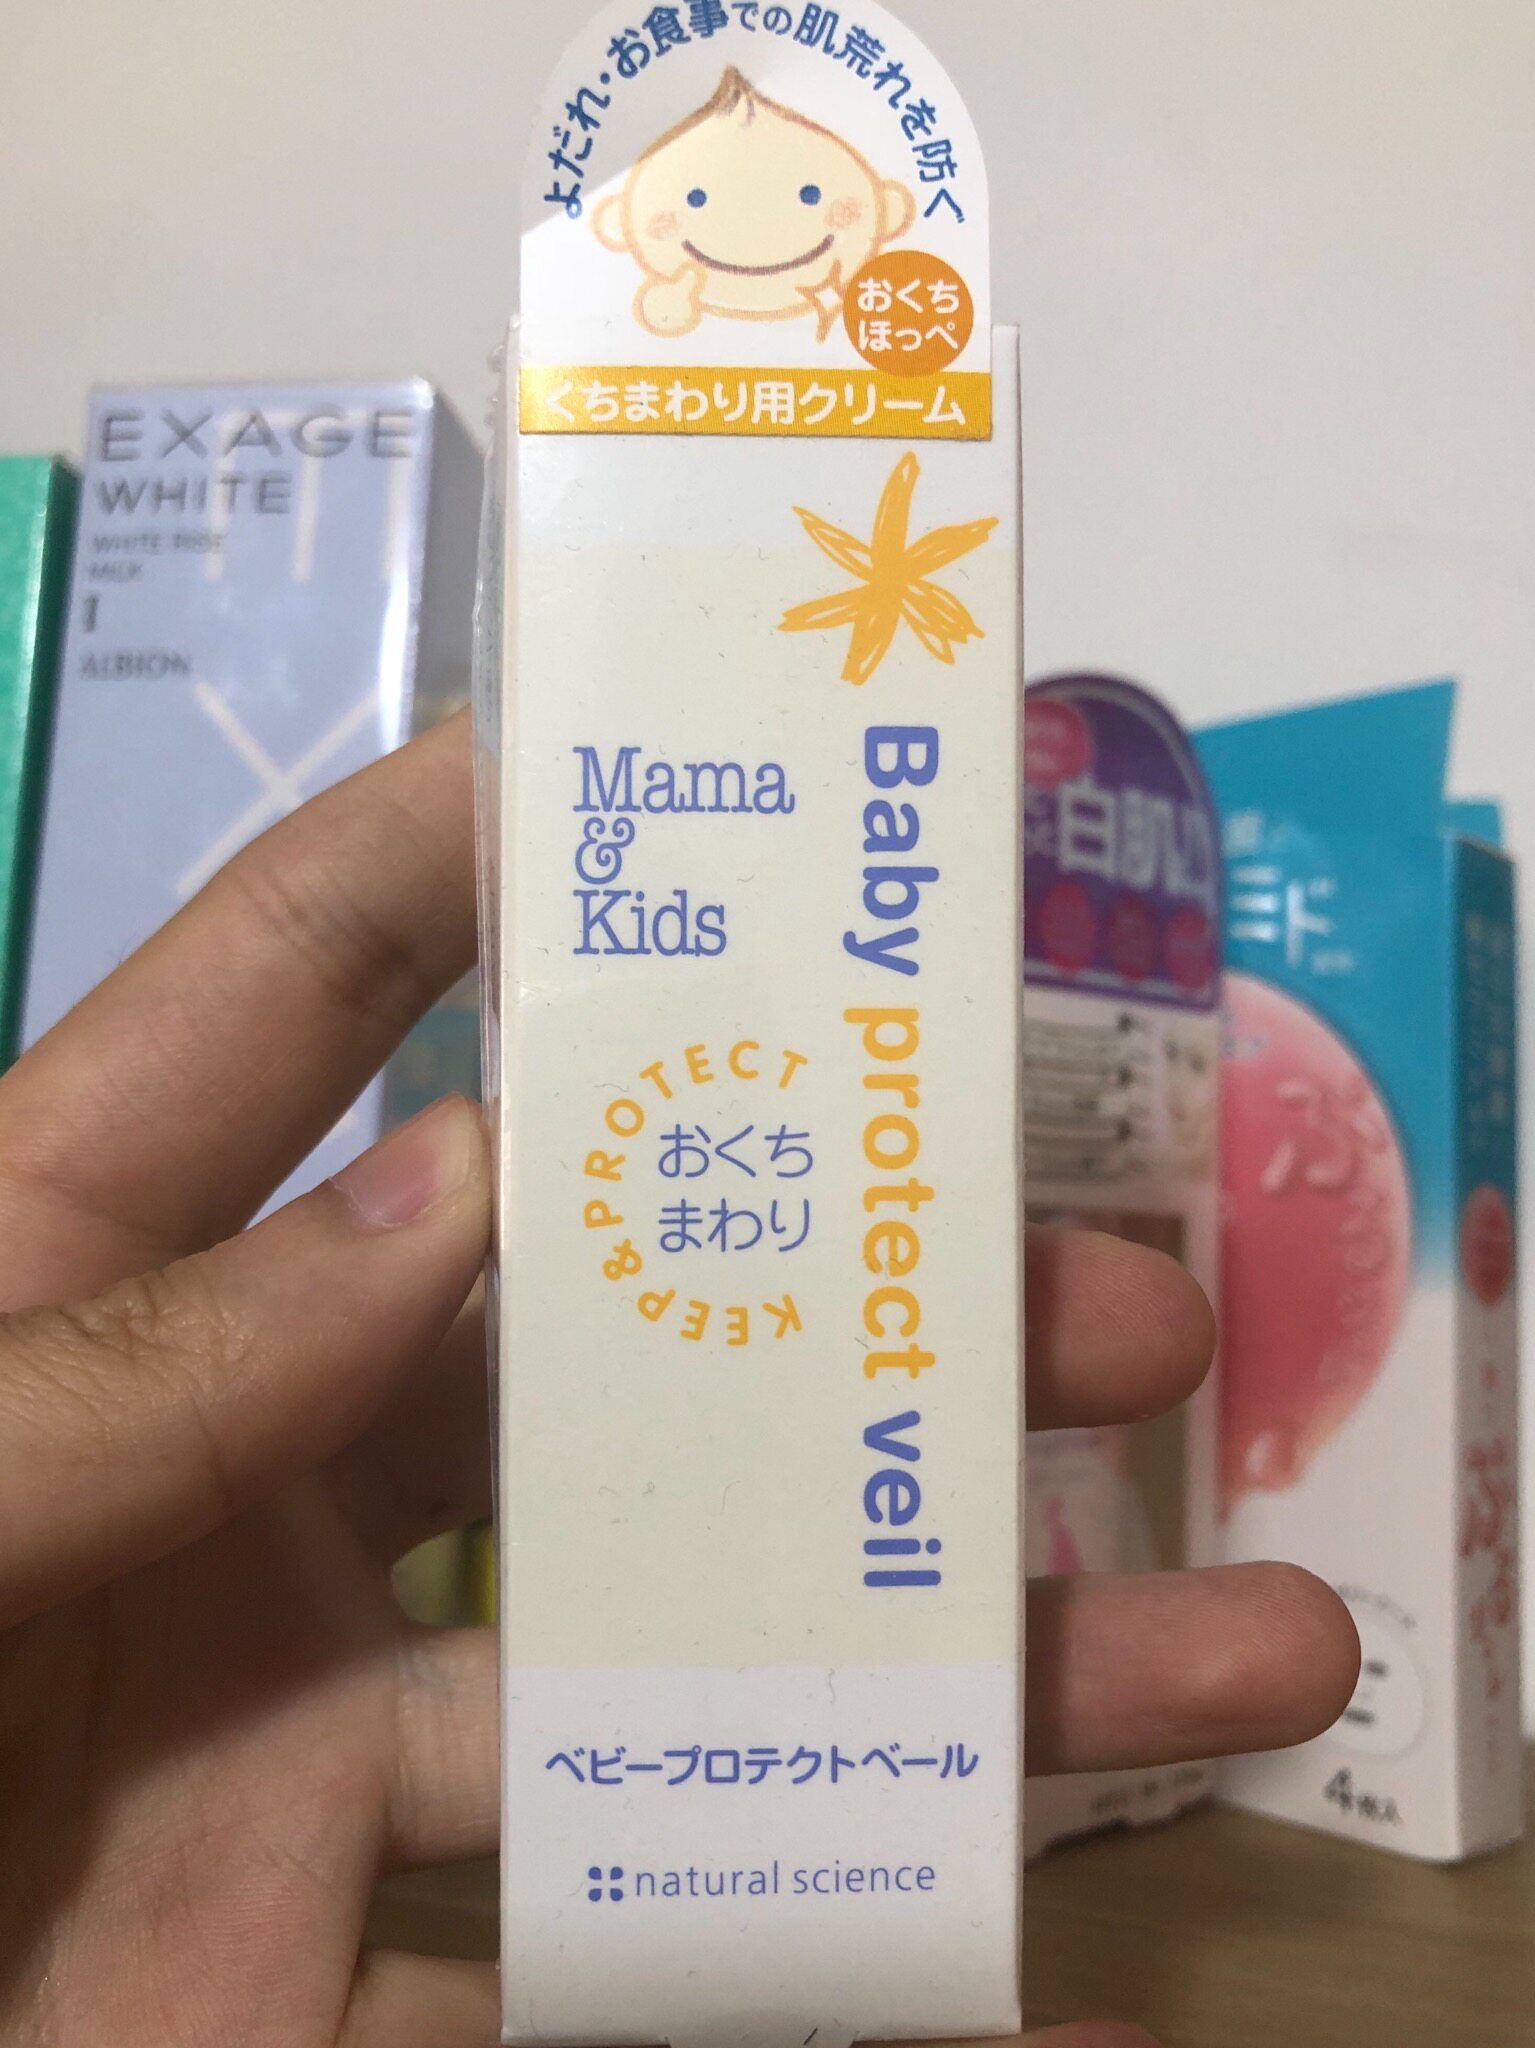 よだれ・お食事での肌荒れを防ぐ
おくち
ほっぺ
くちまわり用クリーム
Mama
&
Kids
Baby protect veil
KEEP & PROTECT
おくち
まわり
ベビープロテクトベール
natural science
EXAGE
WHITE
WHITE RISE
MILK
I
ALBION
白肌
4枚入